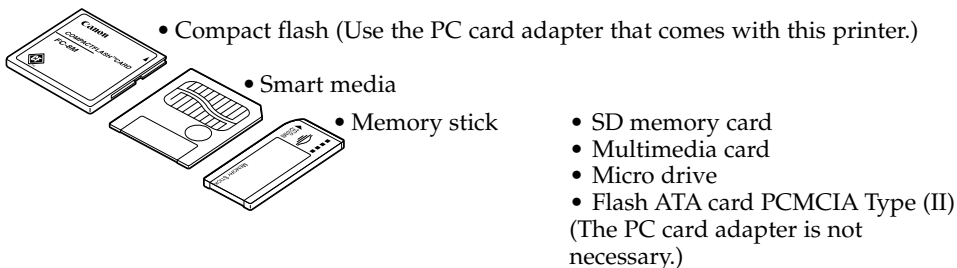 Canon
COMPACTFLASH™ CARD
FC-8M
• Compact flash (Use the PC card adapter that comes with this printer.)
• Smart media
• Memory stick
• SD memory card
• Multimedia card
• Micro drive
• Flash ATA card PCMCIA Type (II)
(The PC card adapter is not
necessary.)